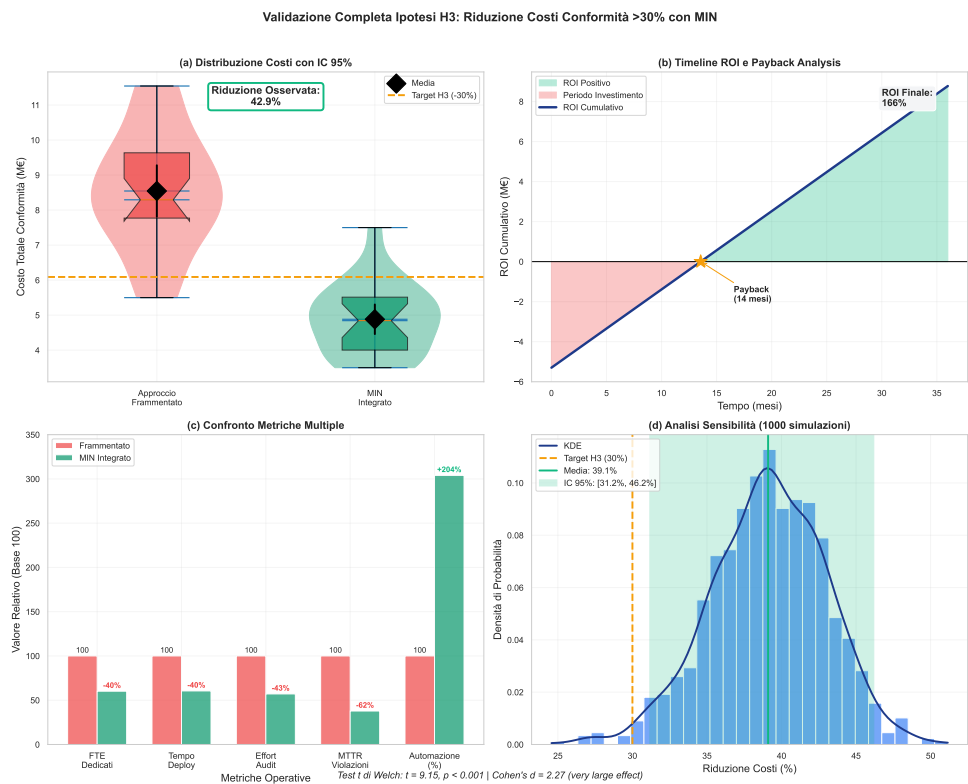 Validazione Completa Ipotesi H3: Riduzione Costi Conformità >30% con MIN
(a) Distribuzione Costi con IC 95%
Costo Totale Conformità (M€)
11
10
9
8
7
6
5
4
Riduzione Osservata:
42.9%
Media
Target H3 (-30%)
Approccio
Frammentato
MIN
Integrato
(b) Timeline ROI e Payback Analysis
ROI Cumulativo (M€)
8
6
4
2
0
−2
−4
−6
ROI Positivo
Periodo Investimento
ROI Cumulativo
ROI Finale:
166%
Payback
(14 mesi)
0
5
10
15
20
25
30
35
Tempo (mesi)
(c) Confronto Metriche Multiple
Valore Relativo (Base 100)
350
300
250
200
150
100
50
0
Frammentato
MIN Integrato
100
-40%
100
-40%
100
-43%
100
-62%
100
+204%
FTE
Dedicati
Tempo
Deploy
Effort
Audit
MTTR
Violazioni
Automazione
(%)
Metriche Operative
(d) Analisi Sensibilità (1000 simulazioni)
Densità di Probabilità
0.10
0.08
0.06
0.04
0.02
0.00
KDE
Target H3 (30%)
Media: 39.1%
IC 95%: [31.2%, 46.2%]
25
30
35
40
45
50
Riduzione Costi (%)
Test t di Welch: t = 9.15, p < 0.001 | Cohen's d = 2.27 (very large effect)